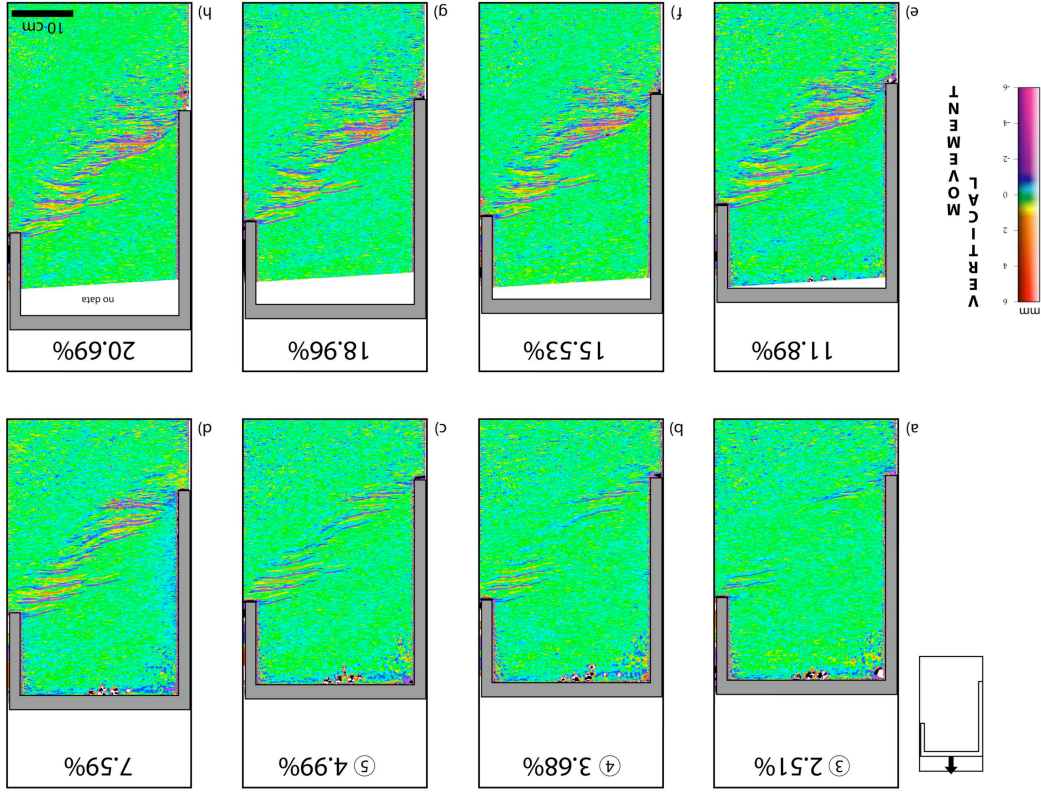 ③ 2.51%
④ 3.68%
⑤ 4.99%
7.59%
a)
b)
c)
d)
mm
6
4
2
0
-2
-4
-6
VERTICAL
MOVEMENT
11.89%
15.53%
18.96%
20.69%
no data
e)
f)
g)
h)
10 cm